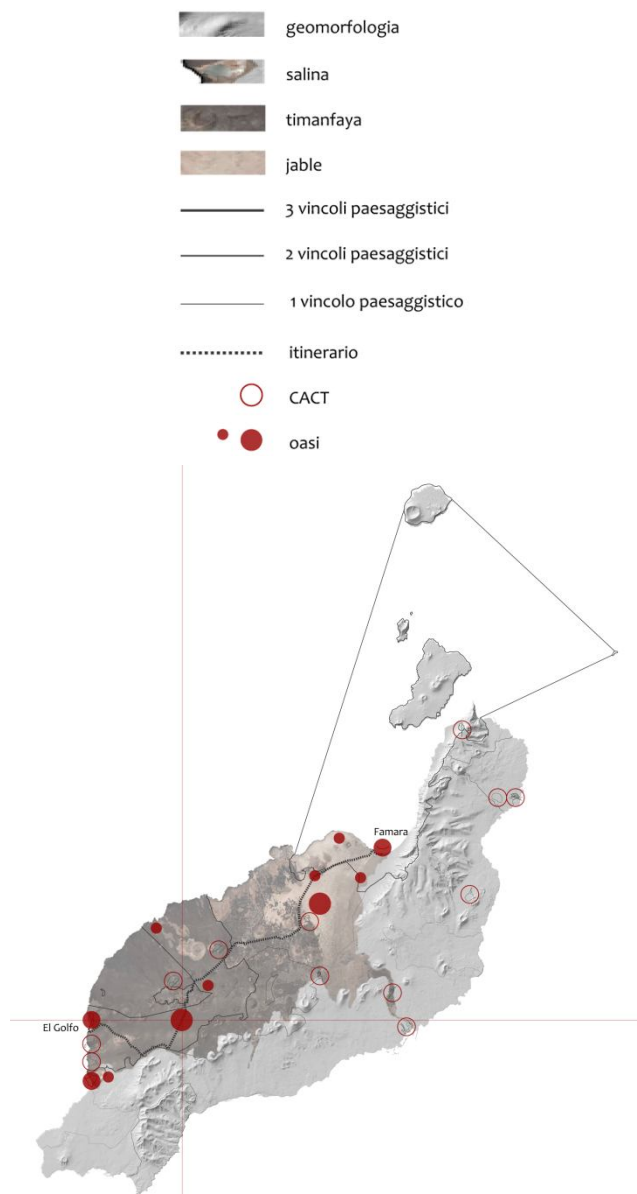 geomorfologia
salina
timanfaya
jable
3 vincoli paesaggistici
2 vincoli paesaggistici
1 vincolo paesaggistico
itinerario
CACT
oasi
Famara
El Golfo